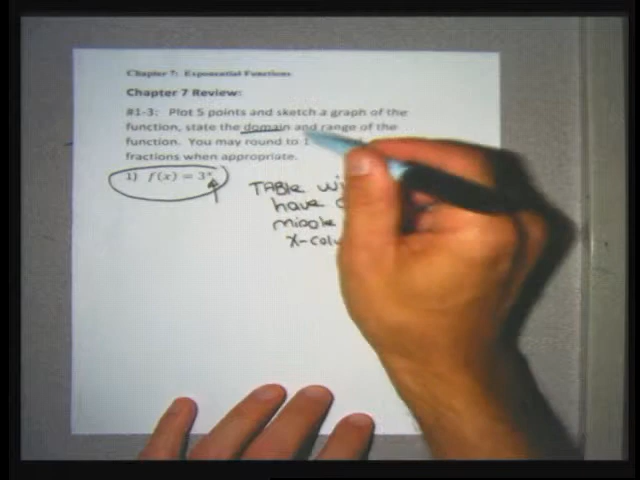 Chapter 7: Exponential Functions
Chapter 7 Review:
#1-3: Plot 5 points and sketch a graph of the
function, state the domain and range of the
function. You may round to 1
fractions when appropriate.
1) f(x) = 3ˣ
TABLE
have
middle